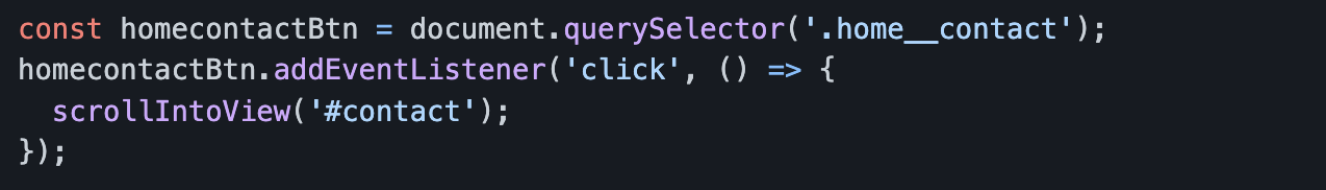 const homecontactBtn = document.querySelector('.home__contact');
homecontactBtn.addEventListener('click', () => {
  scrollIntoView('#contact');
});